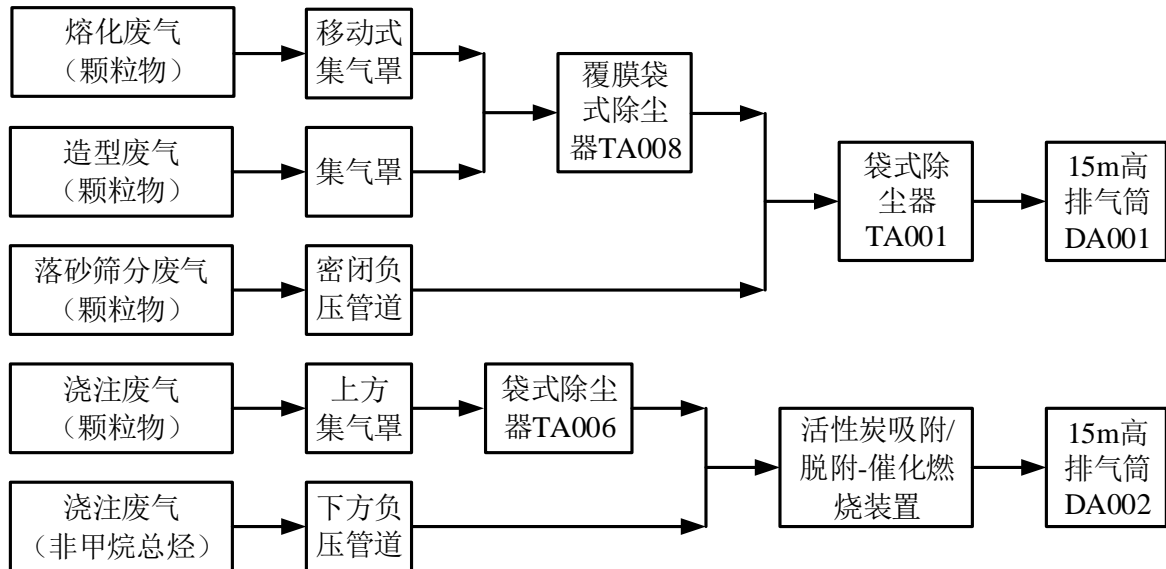 熔化废气
（颗粒物）
移动式
集气罩
造型废气
（颗粒物）
集气罩
覆膜袋
式除尘
器TA008
落砂筛分废气
（颗粒物）
密闭负
压管道
袋式除
尘器
TA001
15m高
排气筒
DA001
浇注废气
（颗粒物）
上方
集气罩
袋式除尘
器TA006
浇注废气
（非甲烷总烃）
下方负
压管道
活性炭吸附/
脱附-催化燃
烧装置
15m高
排气筒
DA002